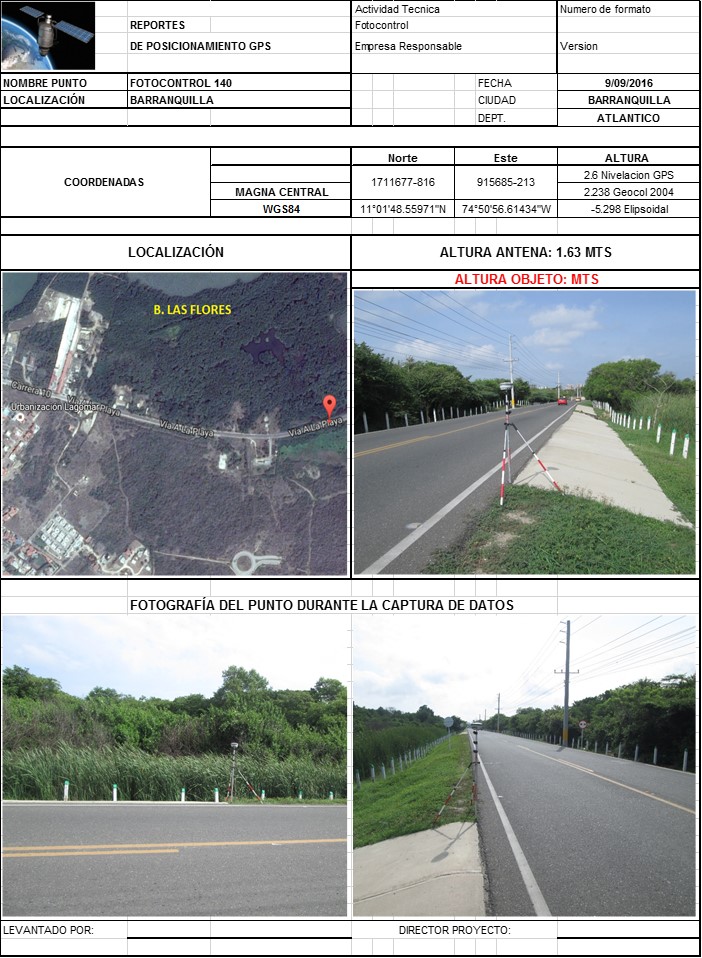 Actividad Tecnica
Numero de formato
REPORTES
Fotocontrol
DE POSICIONAMIENTO GPS
Empresa Responsable
Version
NOMBRE PUNTO
FOTOCONTROL 140
FECHA
9/09/2016
LOCALIZACIÓN
BARRANQUILLA
CIUDAD
BARRANQUILLA
DEPT.
ATLANTICO
COORDENADAS
Norte
Este
ALTURA
1711677-816
915685-213
2.6 Nivelacion GPS
MAGNA CENTRAL
2.238 Geocol 2004
WGS84
11°01'48.55971"N
74°50'56.61434"W
-5.298 Elipsoidal
LOCALIZACIÓN
ALTURA ANTENA: 1.63 MTS
ALTURA OBJETO: MTS
B. LAS FLORES
Carrera 10
Vía A La Playa
Urbanización Lagomar
Vía A La Playa
Vía A La Playa
FOTOGRAFÍA DEL PUNTO DURANTE LA CAPTURA DE DATOS
LEVANTADO POR:
DIRECTOR PROYECTO: